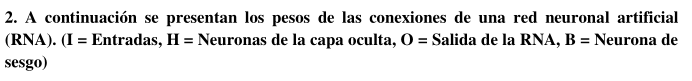 2. A continuación se presentan los pesos de las conexiones de una red neuronal artificial
(RNA). (I = Entradas, H = Neuronas de la capa oculta, O = Salida de la RNA, B = Neurona de
sesgo)